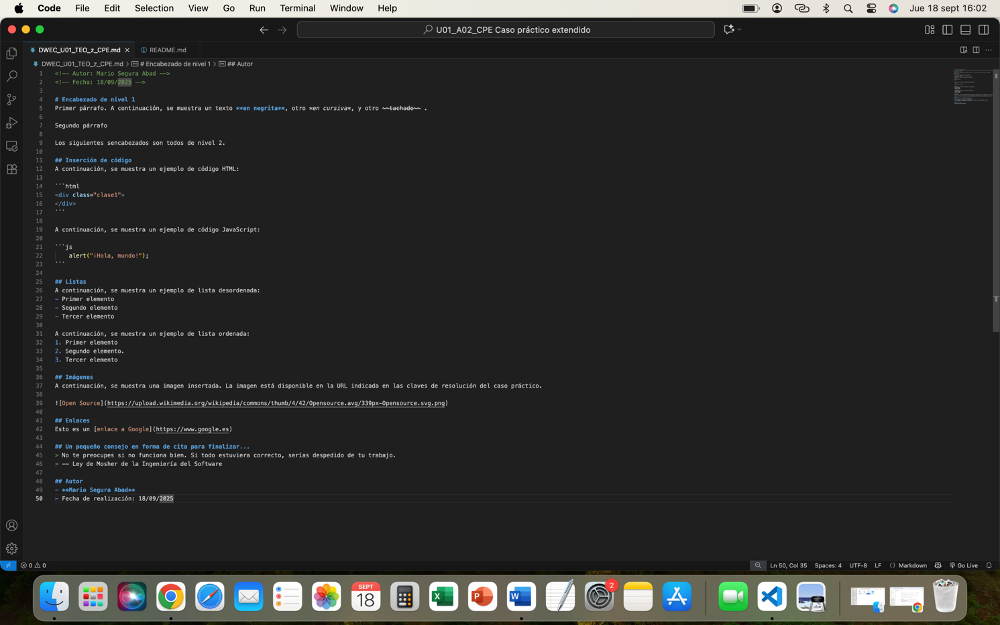 Code File Edit Selection View Go Run Terminal Window Help Jue 18 sept 16:02
U01_A02_CPE Caso práctico extendido
DWEC_U01_TEO_z_CPE.md README.md
DWEC_U01_TEO_z_CPE.md > # Encabezado de nivel 1 > ## Autor
1 <!-- Autor: Mario Segura Abad -->
2 <!-- Fecha: 18/09/2025 -->
3
4 # Encabezado de nivel 1
5 Primer párrafo. A continuación, se muestra un texto **en negrita**, otro *en cursiva*, y otro ~~tachado~~ .
6
7 Segundo párrafo
8
9 Los siguientes sencabezados son todos de nivel 2.
10
11 ## Inserción de código
12 A continuación, se muestra un ejemplo de código HTML:
13
14 ```html
15 <div class="clase1">
16 </div>
17 ```
18
19 A continuación, se muestra un ejemplo de código JavaScript:
20
21 ```js
22 alert("¡Hola, mundo!");
23 ```
24
25 ## Listas
26 A continuación, se muestra un ejemplo de lista desordenada:
27 - Primer elemento
28 - Segundo elemento
29 - Tercer elemento
30
31 A continuación, se muestra un ejemplo de lista ordenada:
32 1. Primer elemento
33 2. Segundo elemento.
34 3. Tercer elemento
35
36 ## Imágenes
37 A continuación, se muestra una imagen insertada. La imagen está disponible en la URL indicada en las claves de resolución del caso práctico.
38
39 ![Open Source](https://upload.wikimedia.org/wikipedia/commons/thumb/4/42/Opensource.avg/339px-Opensource.svg.png)
40
41 ## Enlaces
42 Esto es un [enlace a Google](https://www.google.es)
43
44 ## Un pequeño consejo en forma de cita para finalizar...
45 > No te preocupes si no funciona bien. Si todo estuviera correcto, serías despedido de tu trabajo.
46 > -- Ley de Mosher de la Ingeniería del Software
47
48 ## Autor
49 - **Mario Segura Abad**
50 - Fecha de realización: 18/09/2025
0 0 Ln 50, Col 35 Spaces: 4 UTF-8 LF {} Markdown Go Live
SEPT
18
X P W 2